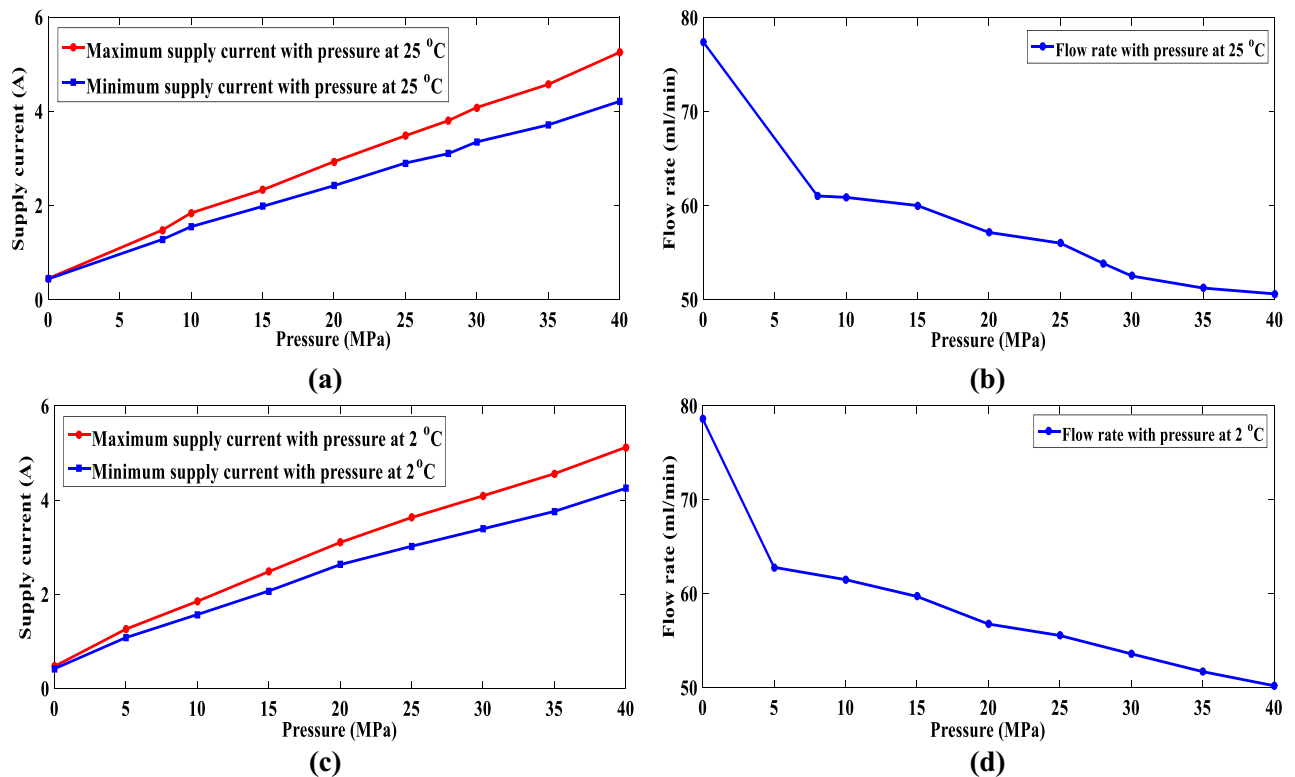 6
4
2
0
Supply current (A)
Maximum supply current with pressure at 25 °C
Minimum supply current with pressure at 25 °C
0 5 10 15 20 25 30 35 40
Pressure (MPa)
(a)
80
70
60
50
Flow rate (ml/min)
Flow rate with pressure at 25 °C
0 5 10 15 20 25 30 35 40
Pressure (MPa)
(b)
6
4
2
0
Supply current (A)
Maximum supply current with pressure at 2 °C
Minimum supply current with pressure at 2°C
0 5 10 15 20 25 30 35 40
Pressure (MPa)
(c)
80
70
60
50
Flow rate (ml/min)
Flow rate with pressure at 2 °C
0 5 10 15 20 25 30 35 40
Pressure (MPa)
(d)